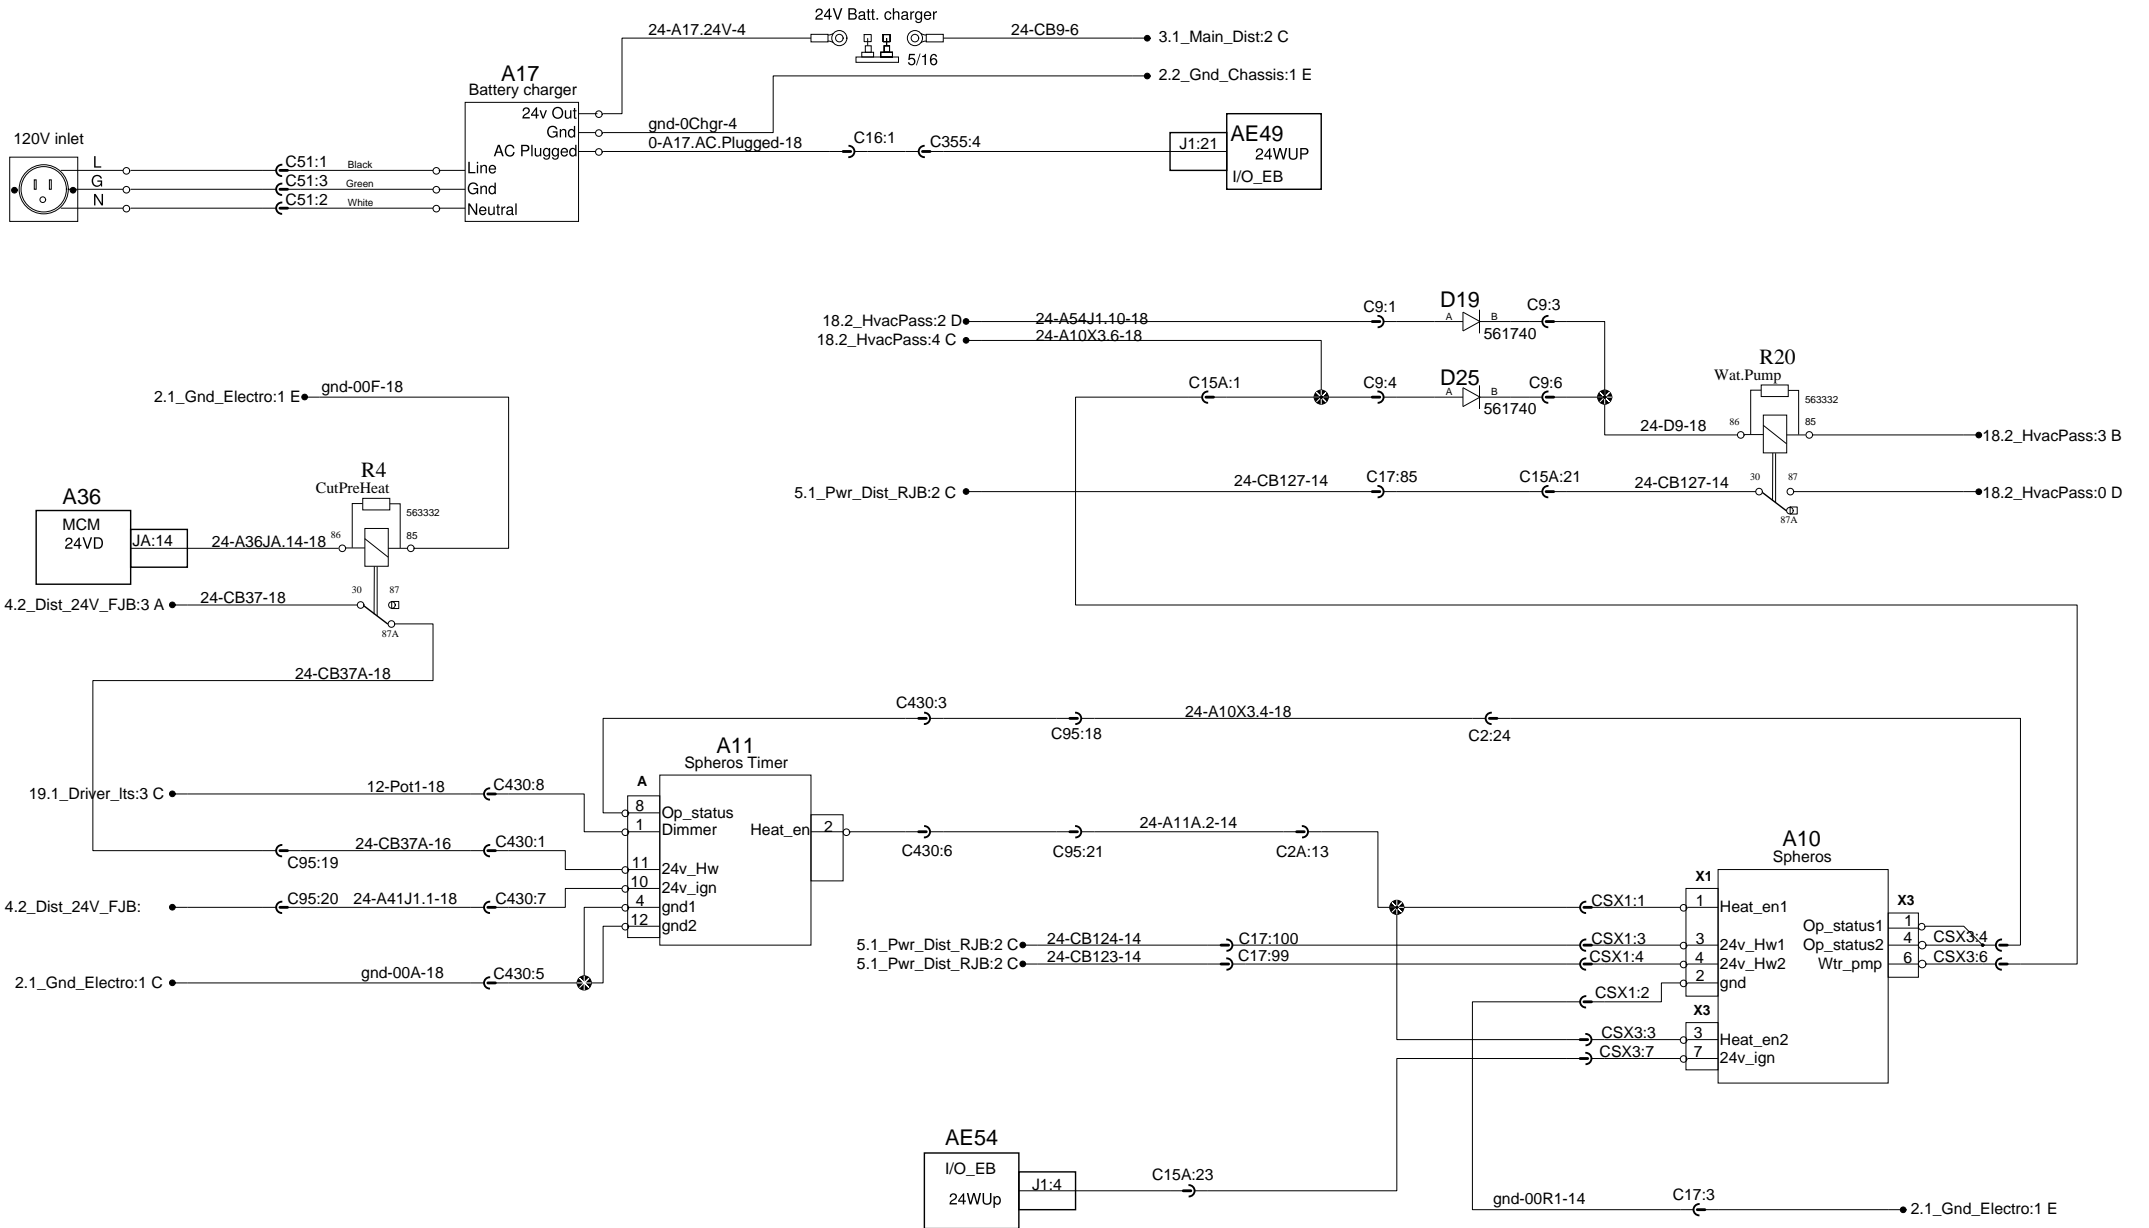 24V Batt. charger
24-A17.24V-4
24-CB9-6
3.1_Main_Dist:2 C
5/16
A17
Battery charger
2.2_Gnd_Chassis:1 E
24v Out
Gnd
gnd-0Chgr-4
AC Plugged
0-A17.AC.Plugged-18
C16:1
C355:4
J1:21
AE49
24WUP
I/O_EB
120V inlet
L
C51:1
Black
Line
G
C51:3
Green
Gnd
N
C51:2
White
Neutral
18.2_HvacPass:2 D
24-A54J1.10-18
C9:1
D19
A
B
561740
C9:3
18.2_HvacPass:4 C
24-A10X3.6-18
C15A:1
C9:4
D25
A
B
561740
C9:6
R20
Wat.Pump
563332
24-D9-18
86
85
18.2_HvacPass:3 B
5.1_Pwr_Dist_RJB:2 C
24-CB127-14
C17:85
C15A:21
24-CB127-14
30
87
87A
18.2_HvacPass:0 D
2.1_Gnd_Electro:1 E
gnd-00F-18
R4
CutPreHeat
563332
A36
MCM
24VD
JA:14
24-A36JA.14-18
86
85
4.2_Dist_24V_FJB:3 A
24-CB37-18
30
87
87A
24-CB37A-18
C430:3
C95:18
24-A10X3.4-18
C2:24
A11
Spheros Timer
A
19.1_Driver_lts:3 C
12-Pot1-18
C430:8
8
Op_status
1
Dimmer
Heat_en
2
C430:6
C95:21
24-A11A.2-14
C2A:13
C95:19
24-CB37A-16
C430:1
11
24v_Hw
10
24v_ign
4.2_Dist_24V_FJB:
C95:20
24-A41J1.1-18
C430:7
4
gnd1
12
gnd2
2.1_Gnd_Electro:1 C
gnd-00A-18
C430:5
A10
Spheros
X1
CSX1:1
1
Heat_en1
X3
Op_status1
1
5.1_Pwr_Dist_RJB:2 C
24-CB124-14
C17:100
CSX1:3
3
24v_Hw1
Op_status2
4
CSX3:4
5.1_Pwr_Dist_RJB:2 C
24-CB123-14
C17:99
CSX1:4
4
24v_Hw2
Wtr_pmp
6
CSX3:6
CSX1:2
2
gnd
X3
CSX3:3
3
Heat_en2
CSX3:7
7
24v_ign
AE54
I/O_EB
24WUp
J1:4
C15A:23
gnd-00R1-14
C17:3
2.1_Gnd_Electro:1 E